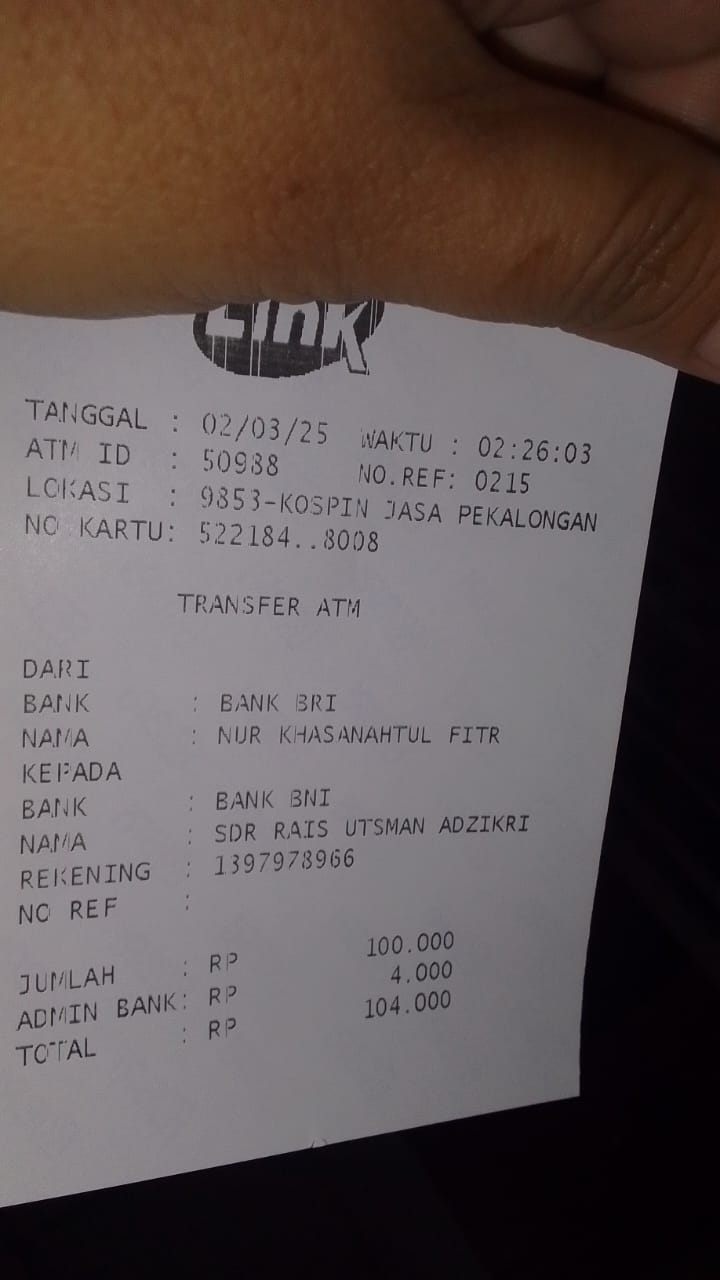 Link
TANGGAL : 02/03/25 WAKTU : 02:26:03
ATM ID : 50988 NO.REF: 0215
LOKASI : 9853-KOSPIN JASA PEKALONGAN
NO KARTU: 522184..8008
TRANSFER ATM
DARI
BANK : BANK BRI
NAMA : NUR KHASANAHTUL FITR
KEPADA
BANK : BANK BNI
NAMA : SDR RAIS UTSMAN ADZIKRI
REKENING : 1397978966
NO REF :
JUMLAH : RP 100.000
ADMIN BANK: RP 4.000
TOTAL : RP 104.000